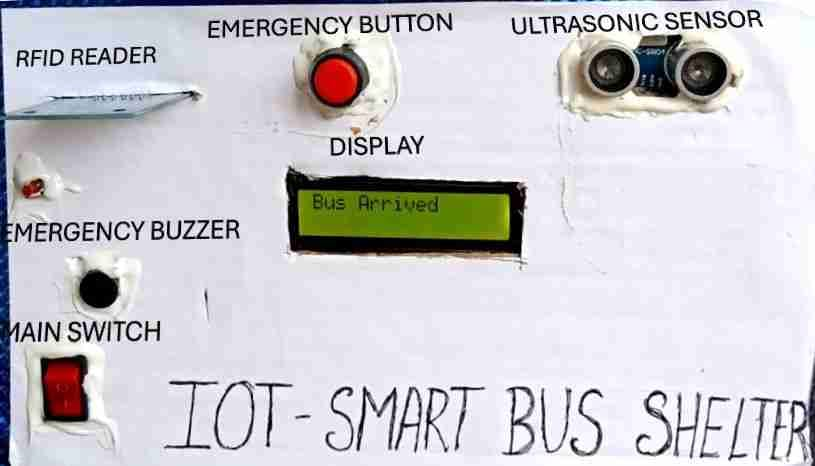 EMERGENCY BUTTON
ULTRASONIC SENSOR
RFID READER
DISPLAY
Bus Arrived
EMERGENCY BUZZER
MAIN SWITCH
IOT-SMART BUS SHELTER